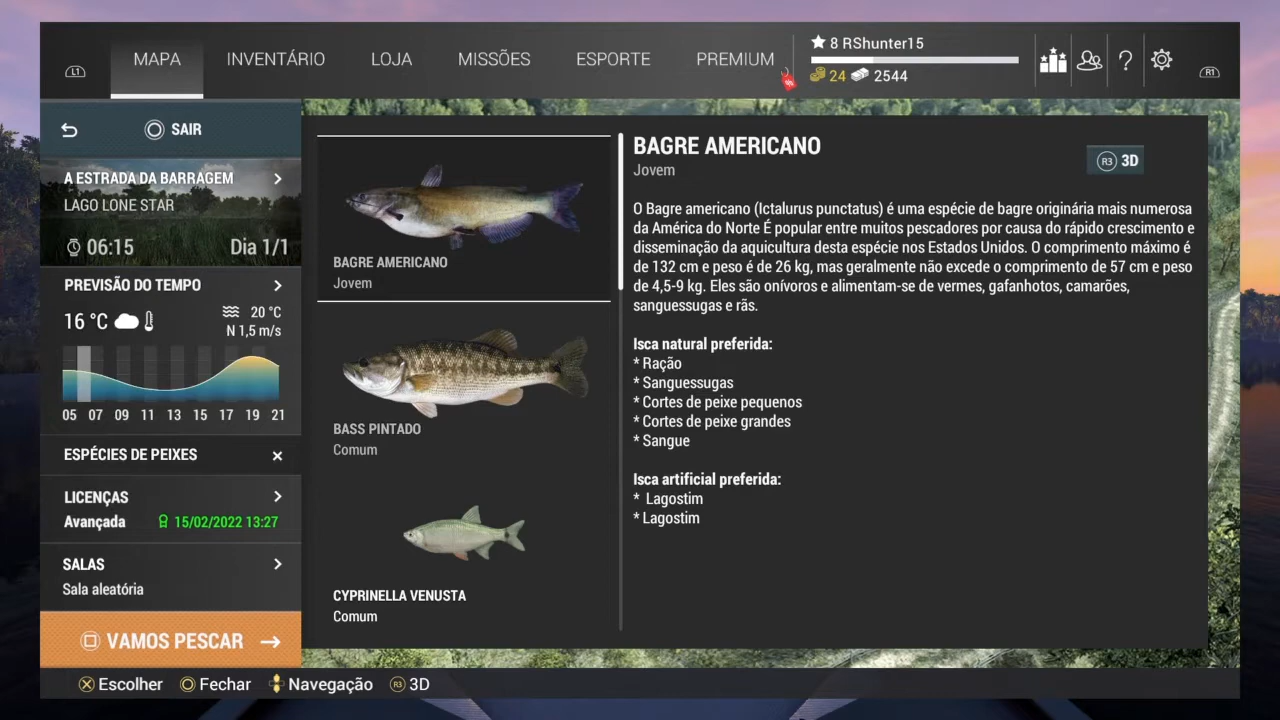 L1
MAPA
INVENTÁRIO
LOJA
MISSÕES
ESPORTE
PREMIUM
8 RShunter15
24 2544
?
R1
SAIR
A ESTRADA DA BARRAGEM
LAGO LONE STAR
06:15 Dia 1/1
PREVISÃO DO TEMPO
16 °C
20 °C
N 1,5 m/s
05 07 09 11 13 15 17 19 21
ESPÉCIES DE PEIXES
LICENÇAS
Avançada 15/02/2022 13:27
SALAS
Sala aleatória
VAMOS PESCAR
BAGRE AMERICANO
Jovem
BASS PINTADO
Comum
CYPRINELLA VENUSTA
Comum
BAGRE AMERICANO
Jovem
R3 3D
O Bagre americano (Ictalurus punctatus) é uma espécie de bagre originária mais numerosa
da América do Norte É popular entre muitos pescadores por causa do rápido crescimento e
disseminação da aquicultura desta espécie nos Estados Unidos. O comprimento máximo é
de 132 cm e peso é de 26 kg, mas geralmente não excede o comprimento de 57 cm e peso
de 4,5-9 kg. Eles são onívoros e alimentam-se de vermes, gafanhotos, camarões,
sanguessugas e rãs.
Isca natural preferida:
* Ração
* Sanguessugas
* Cortes de peixe pequenos
* Cortes de peixe grandes
* Sangue
Isca artificial preferida:
* Lagostim
* Lagostim
Escolher Fechar Navegação R3 3D